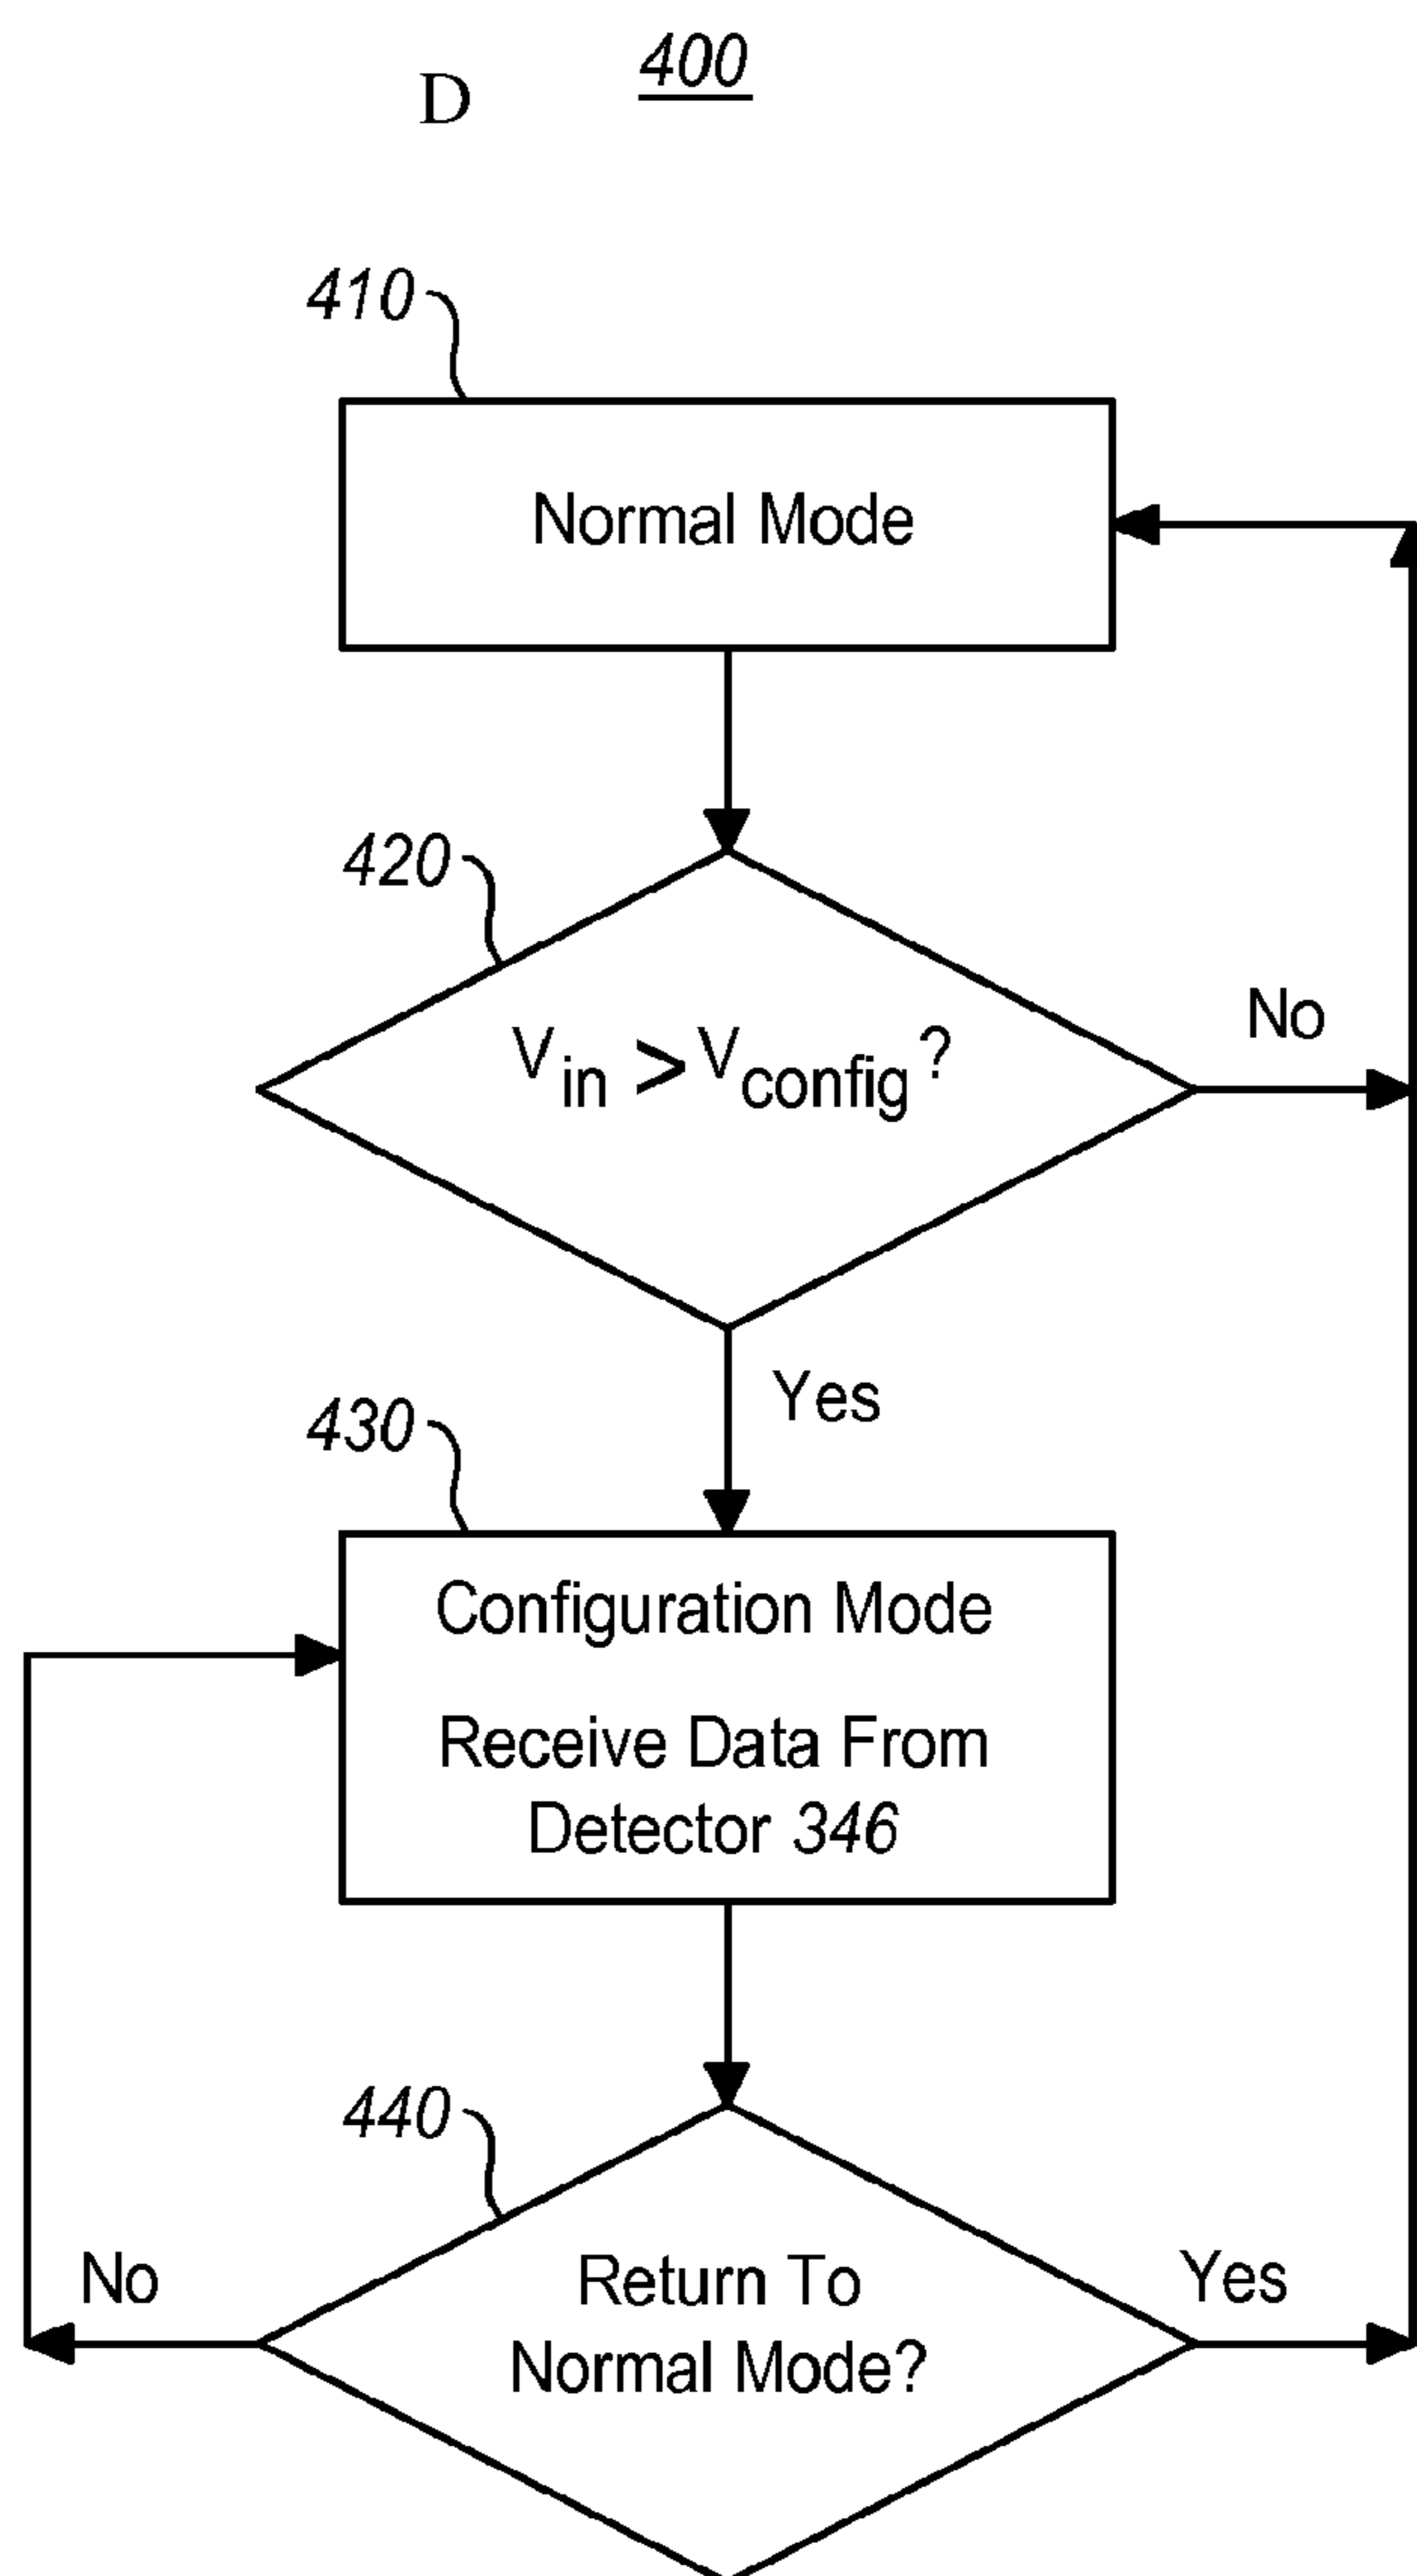 400
D
410
Normal Mode
420
Vin > Vconfig?
No
Yes
430
Configuration Mode
Receive Data From
Detector 346
440
No
Return To
Normal Mode?
Yes